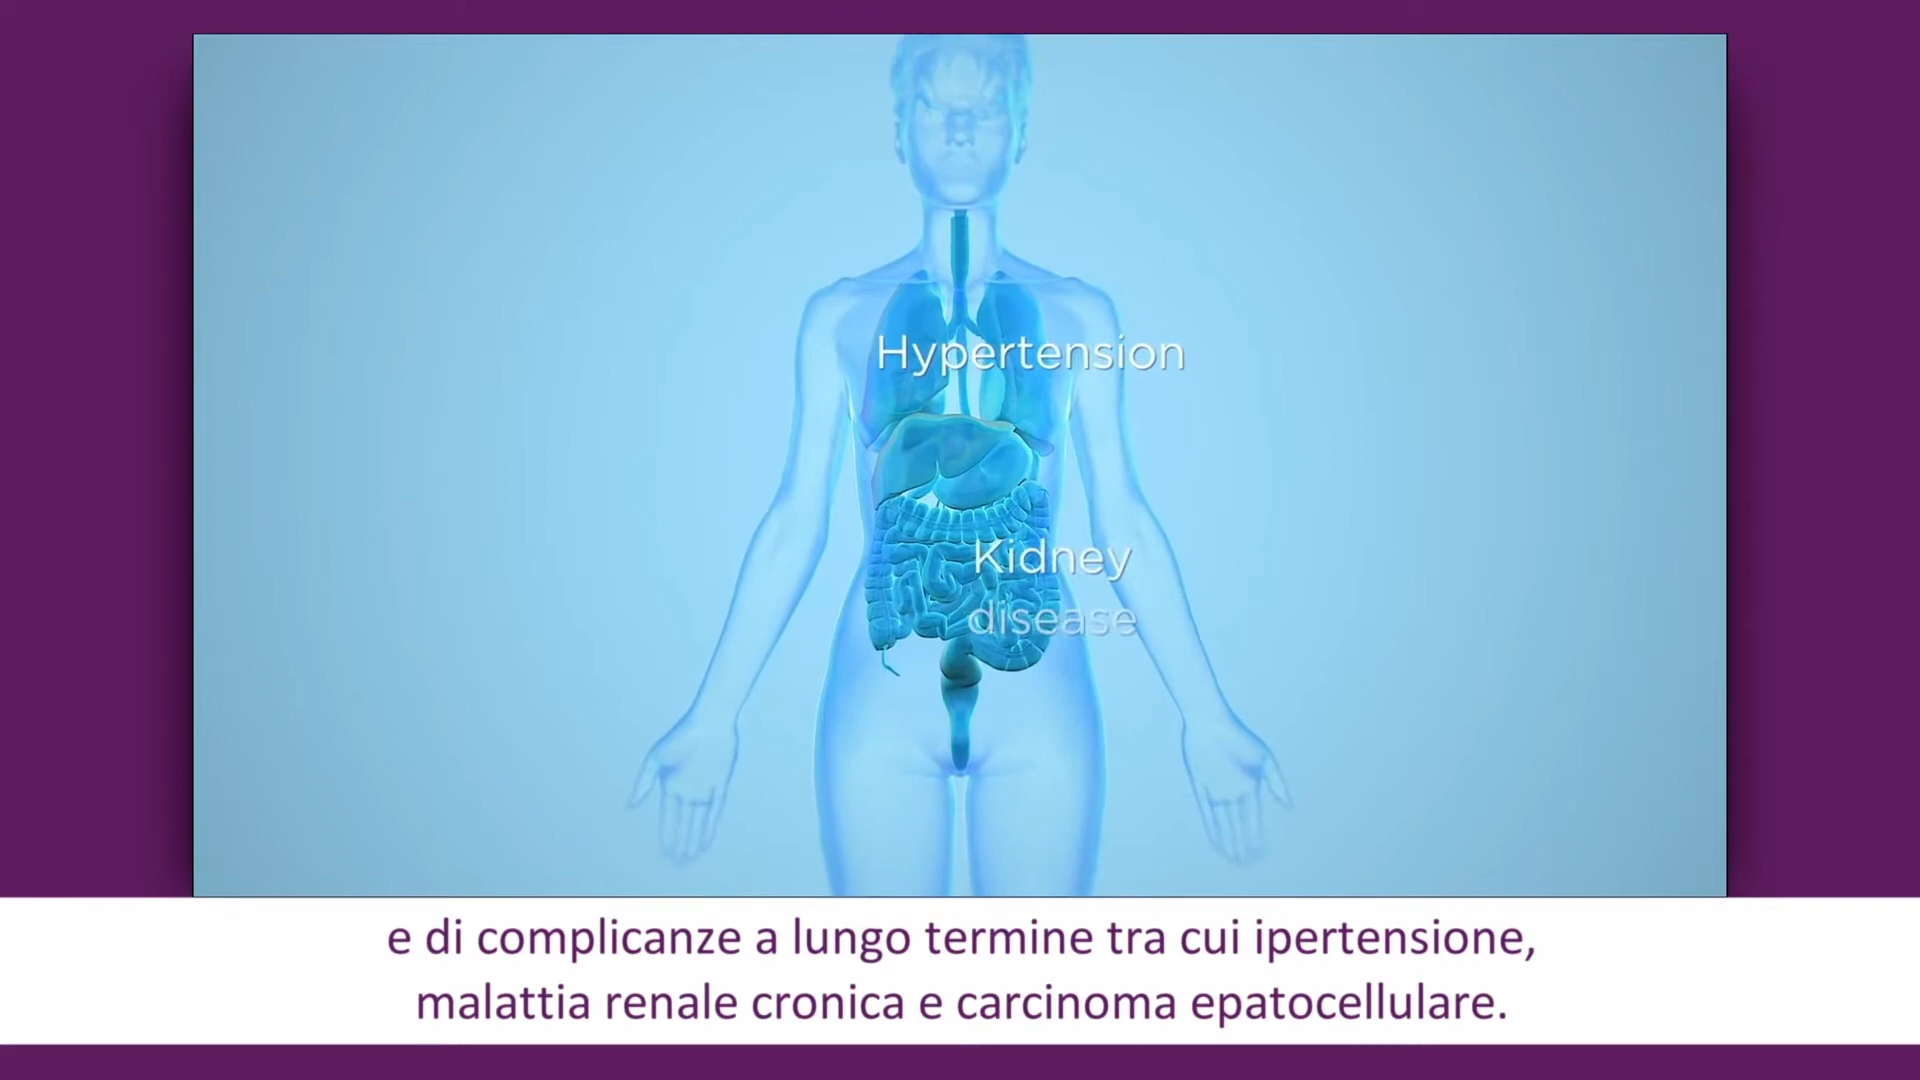 Hypertension
Kidney
disease
e di complicanze a lungo termine tra cui ipertensione,
malattia renale cronica e carcinoma epatocellulare.